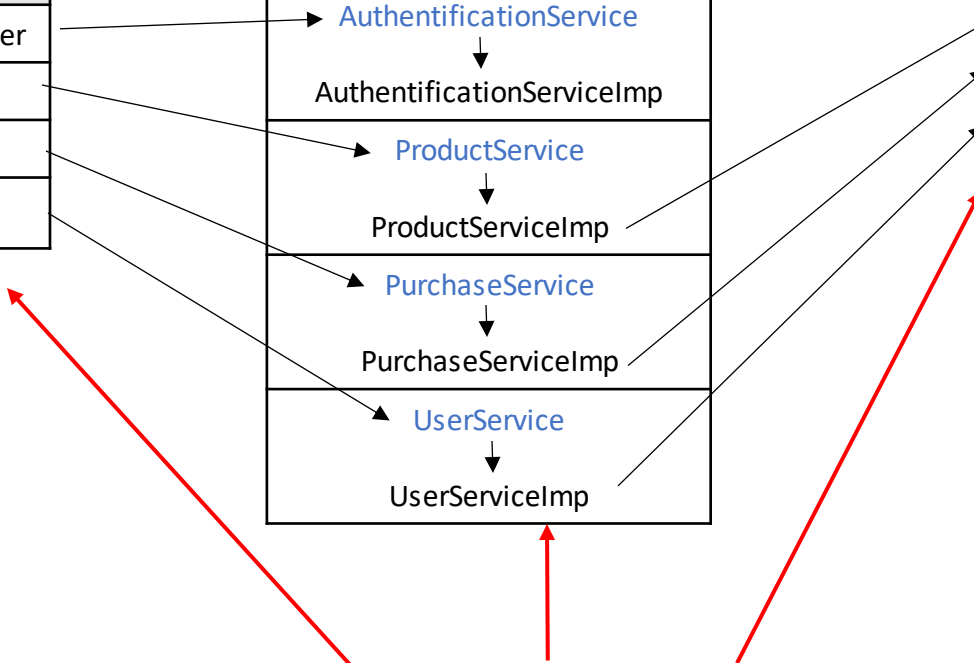 er
AuthentificationService
AuthentificationServiceImp
ProductService
ProductServiceImp
PurchaseService
PurchaseServiceImp
UserService
UserServiceImp